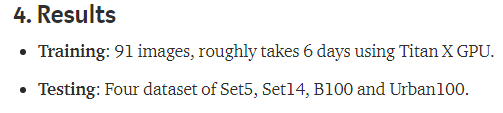 4. Results
• Training: 91 images, roughly takes 6 days using Titan X GPU.
• Testing: Four dataset of Set5, Set14, B100 and Urban100.